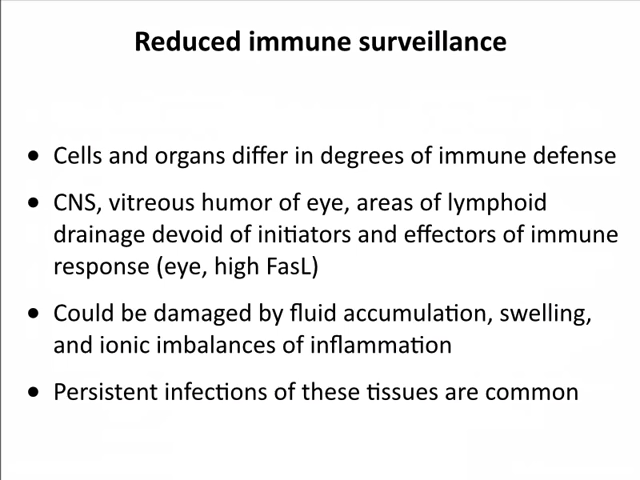 Reduced immune surveillance
• Cells and organs differ in degrees of immune defense
• CNS, vitreous humor of eye, areas of lymphoid
drainage devoid of initiators and effectors of immune
response (eye, high FasL)
• Could be damaged by fluid accumulation, swelling,
and ionic imbalances of inflammation
• Persistent infections of these tissues are common